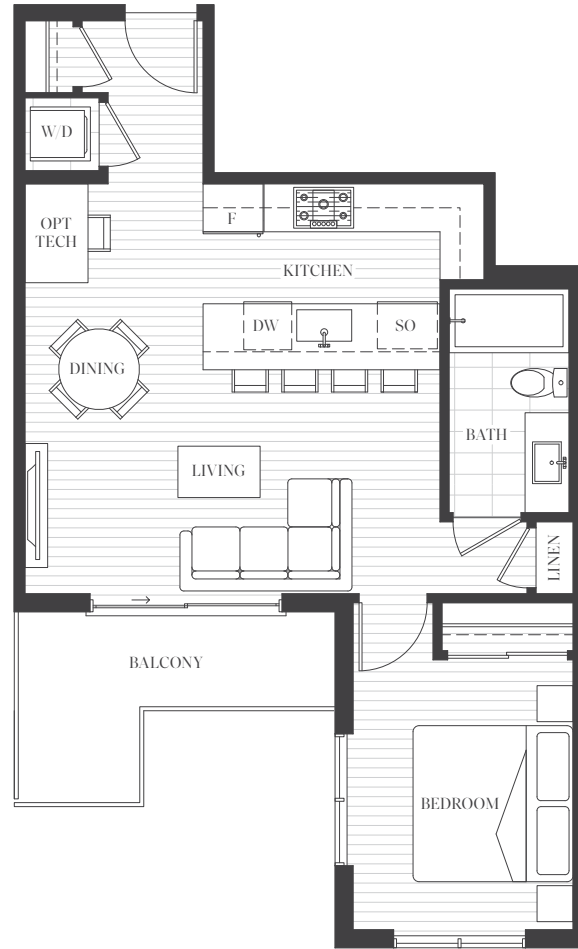 W/D
OPT
TECH
F
KITCHEN
DW
SO
DINING
BATH
LIVING
LINEN
BALCONY
BEDROOM